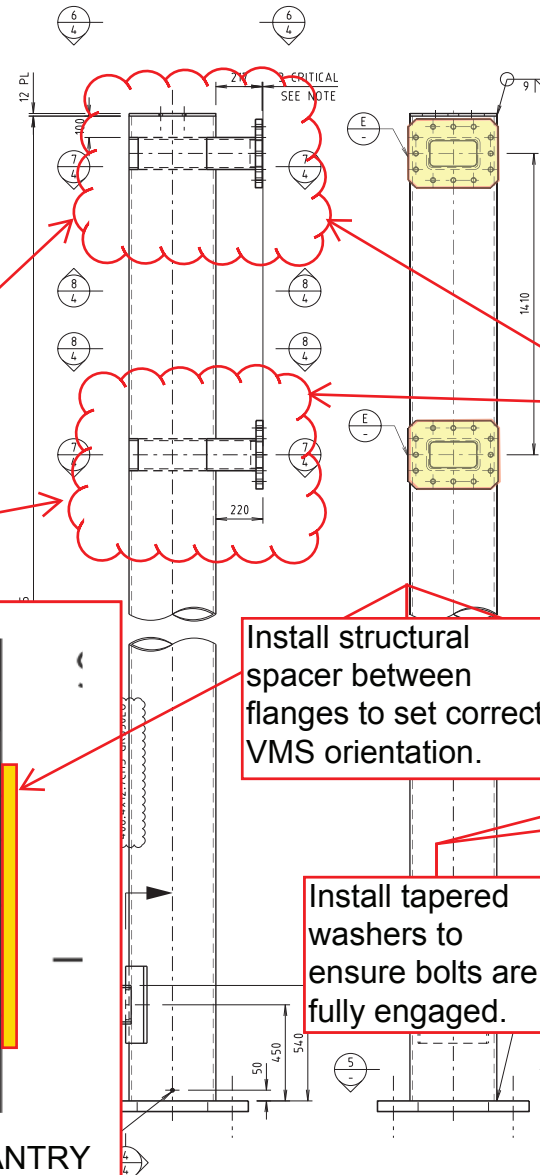 6
4
6
4
12 PL
217
3 CRITICAL
SEE NOTE
9
100
E
-
7
4
7
4
8
4
8
4
1410
8
4
8
4
E
-
7
4
7
4
220
Install structural
spacer between
flanges to set correct
VMS orientation.
Install tapered
washers to
ensure bolts are
fully engaged.
50
450
540
5
-
ANTRY
4
4